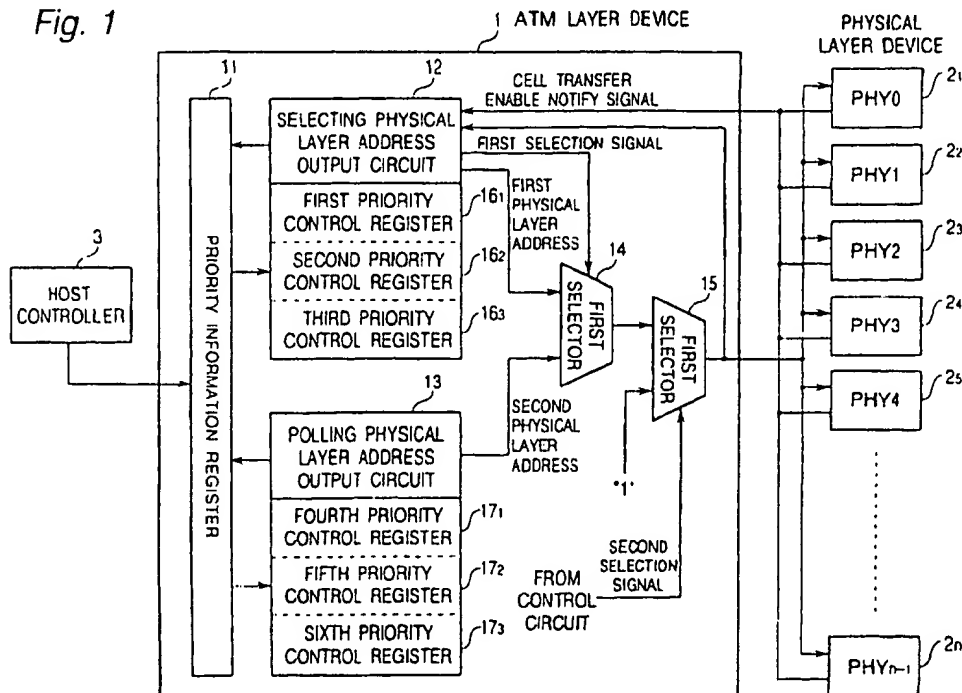 Fig. 1
1 ATM LAYER DEVICE
PHYSICAL
LAYER DEVICE
3
HOST
CONTROLLER
11
PRIORITY INFORMATION REGISTER
12
SELECTING PHYSICAL
LAYER ADDRESS
OUTPUT CIRCUIT
FIRST PRIORITY
CONTROL REGISTER
161
SECOND PRIORITY
CONTROL REGISTER
162
THIRD PRIORITY
CONTROL REGISTER
163
13
POLLING PHYSICAL
LAYER ADDRESS
OUTPUT CIRCUIT
FOURTH PRIORITY
CONTROL REGISTER
171
FIFTH PRIORITY
CONTROL REGISTER
172
SIXTH PRIORITY
CONTROL REGISTER
173
CELL TRANSFER
ENABLE NOTIFY SIGNAL
FIRST SELECTION SIGNAL
FIRST
PHYSICAL
LAYER
ADDRESS
14
FIRST
SELECTOR
15
FIRST
SELECTOR
SECOND
PHYSICAL
LAYER
ADDRESS
"1"
SECOND
SELECTION
SIGNAL
FROM
CONTROL
CIRCUIT
PHY0
21
PHY1
22
PHY2
23
PHY3
24
PHY4
25
PHYn-1
2n